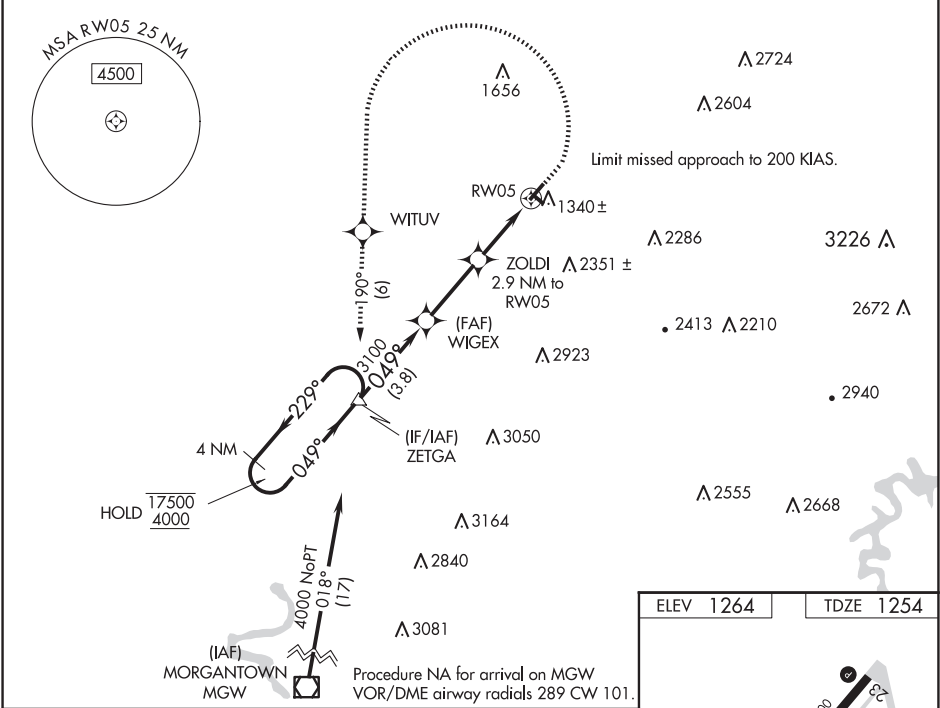 MSA RW05 25 NM
4500
1656
2724
2604
Limit missed approach to 200 KIAS.
RW05
1340 ±
WITUV
2286
3226
ZOLDI
2.9 NM to
RW05
2351 ±
190°
(6)
(FAF)
WIGEX
2672
2413
2210
3100
049°
(3.8)
2923
2940
229°
049°
4 NM
(IF/IAF)
ZETGA
3050
HOLD
17500
4000
2555
2668
3164
2840
4000 NoPT
018°
(17)
3081
(IAF)
MORGANTOWN
MGW
Procedure NA for arrival on MGW
VOR/DME airway radials 289 CW 101.
ELEV 1264
TDZE 1254
P
23